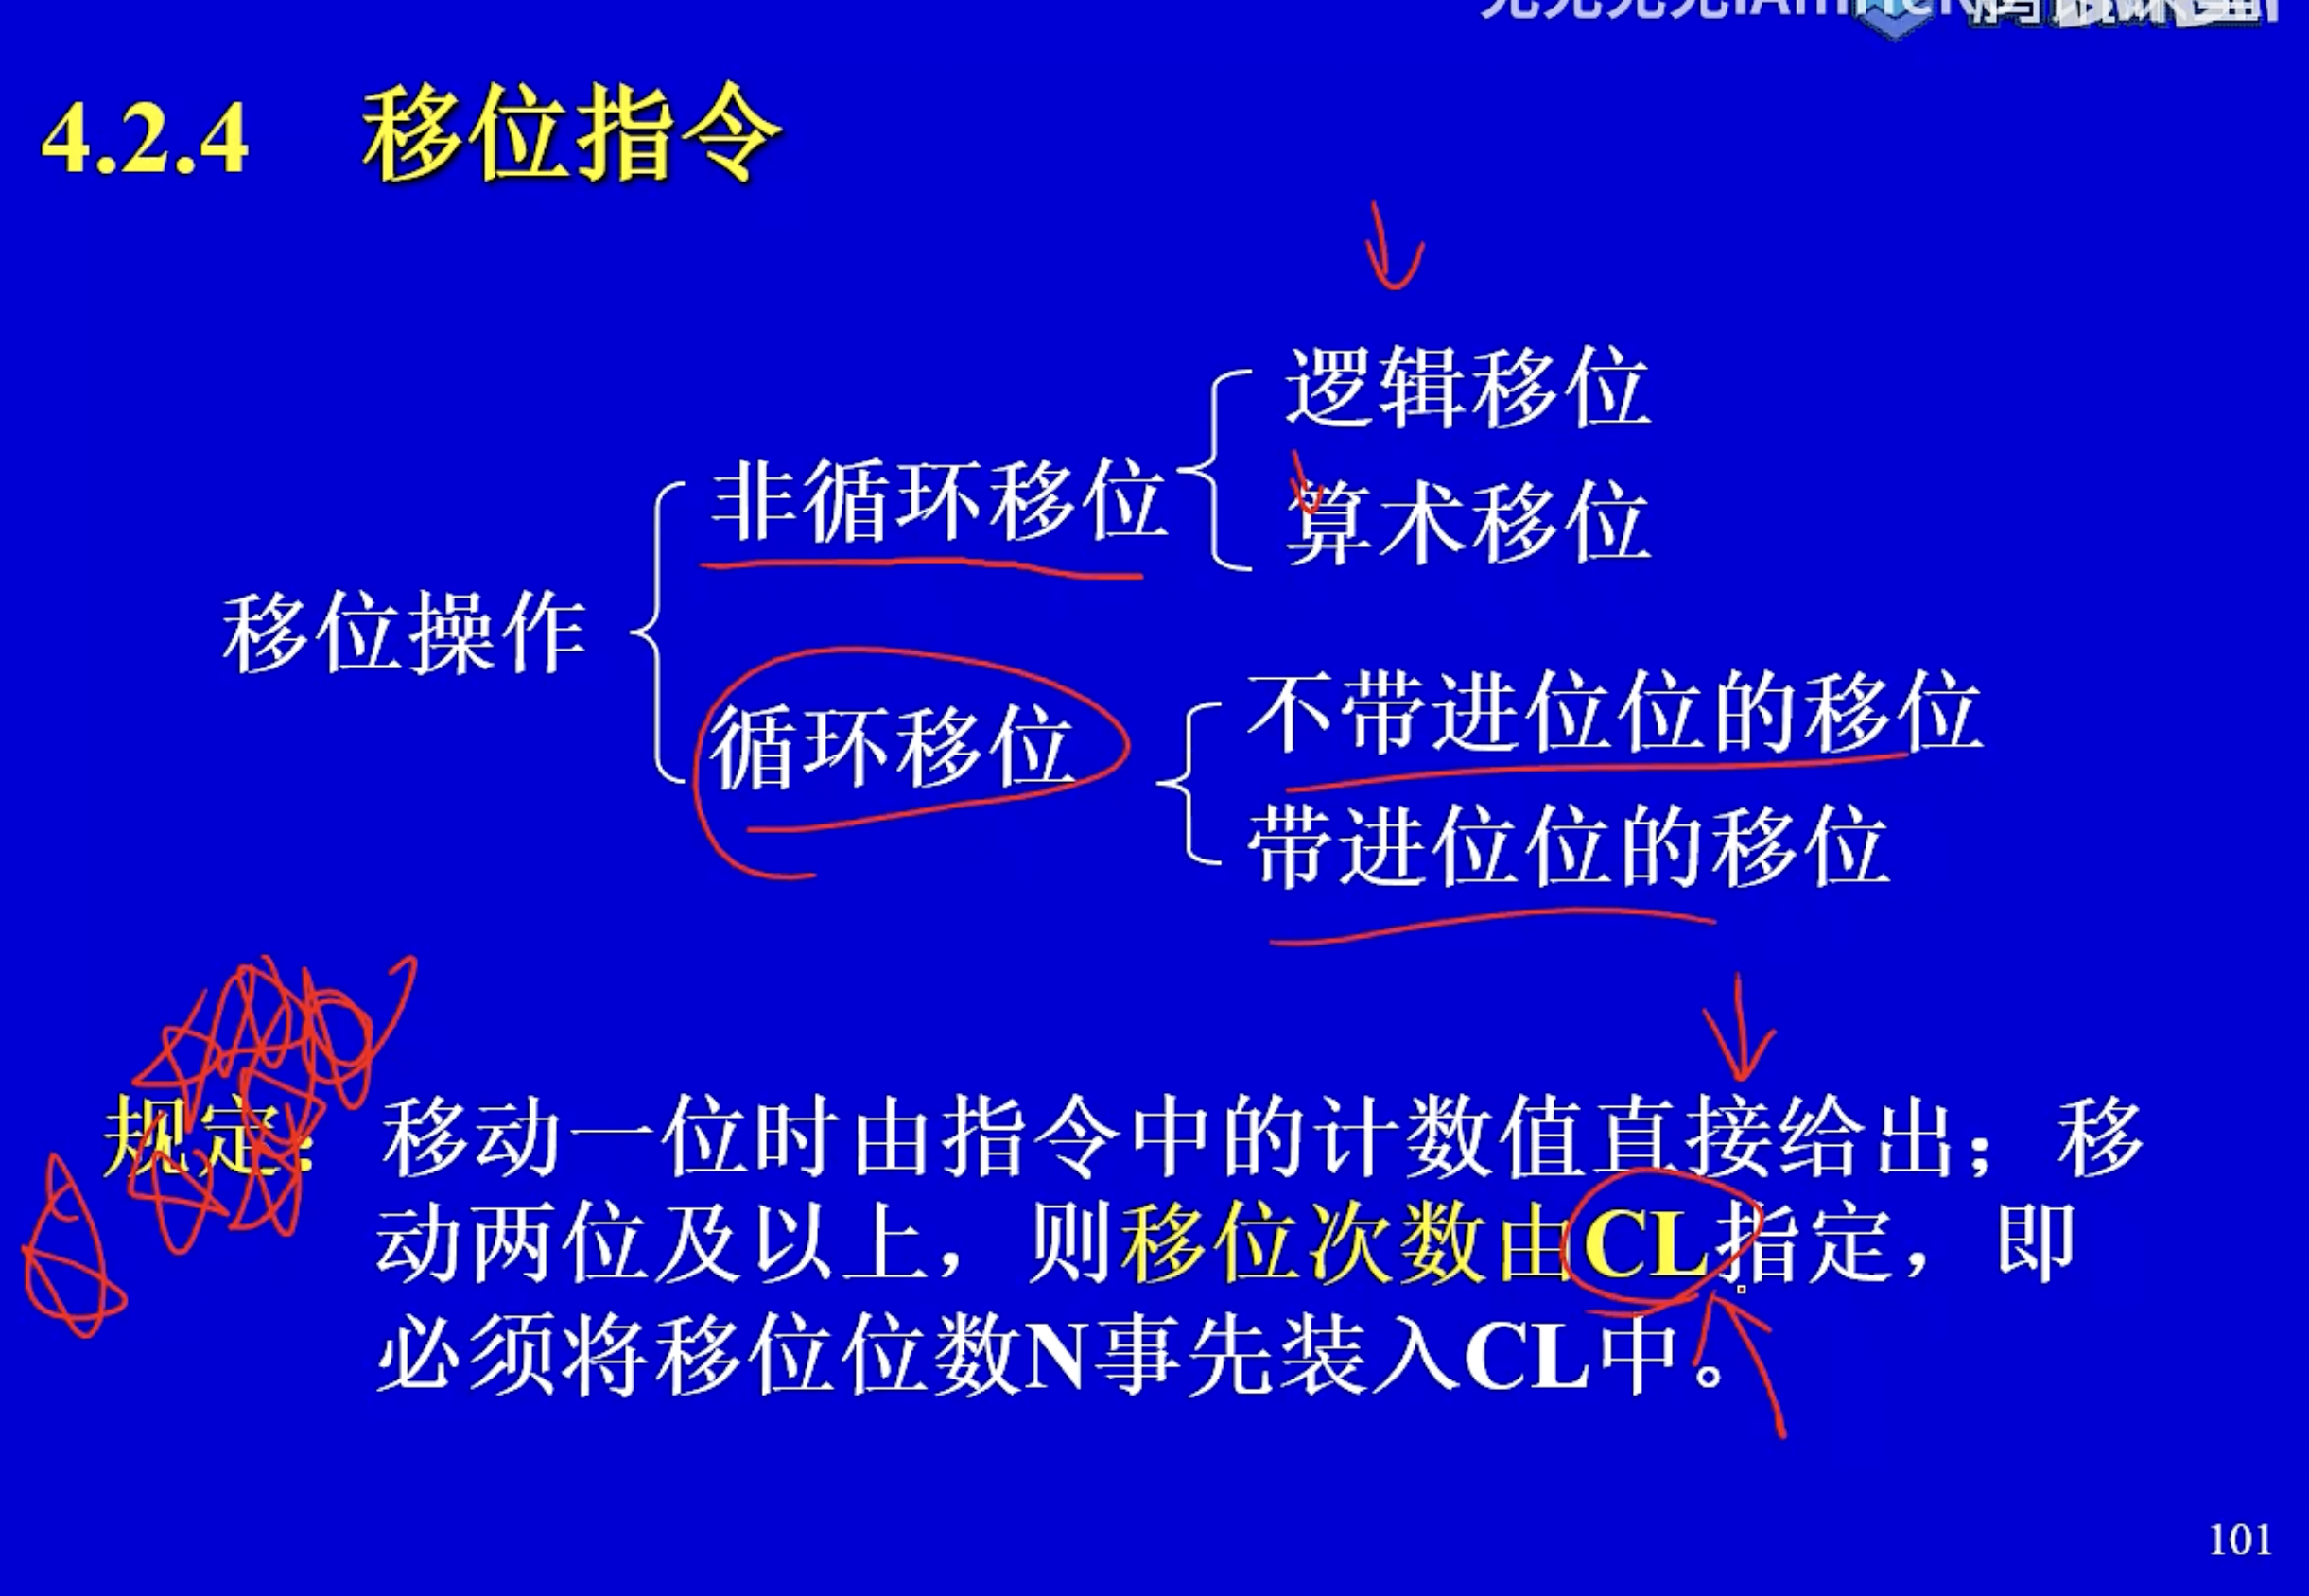 4.2.4 移位指令
逻辑移位
非循环移位
算术移位
移位操作
不带进位位的移位
循环移位
带进位位的移位
规定：移动一位时由指令中的计数值直接给出；移
动两位及以上，则移位次数由CL指定，即
必须将移位位数N事先装入CL中。
101